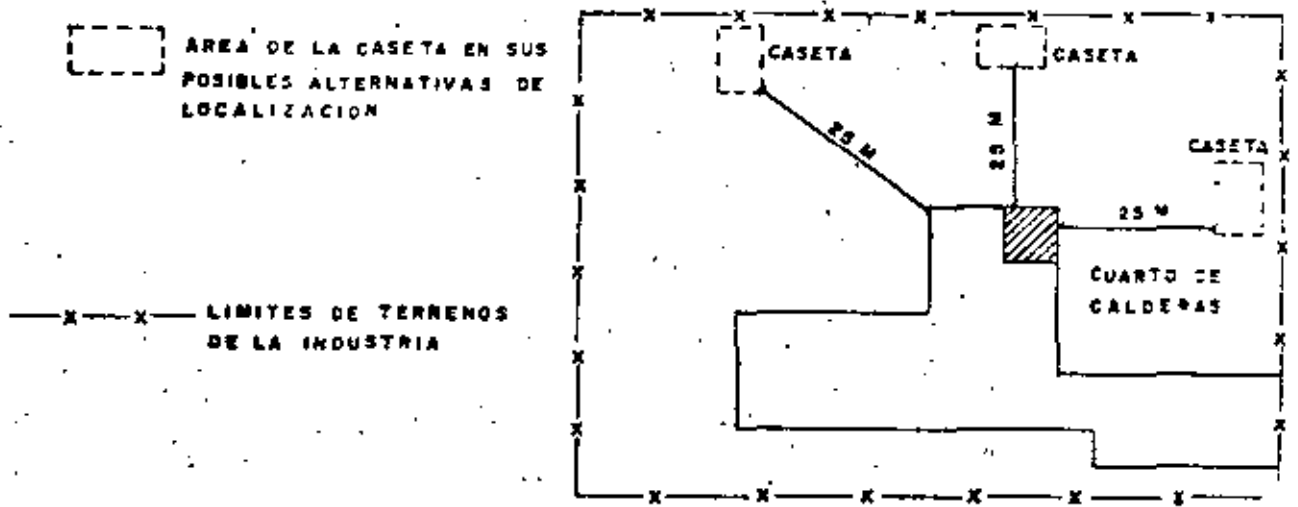 AREA DE LA CASETA EN SUS
POSIBLES ALTERNATIVAS DE
LOCALIZACION
LIMITES DE TERRENOS
DE LA INDUSTRIA
CASETA
CASETA
CASETA
25 M
25 M
25 M
CUARTO DE
CALDERAS